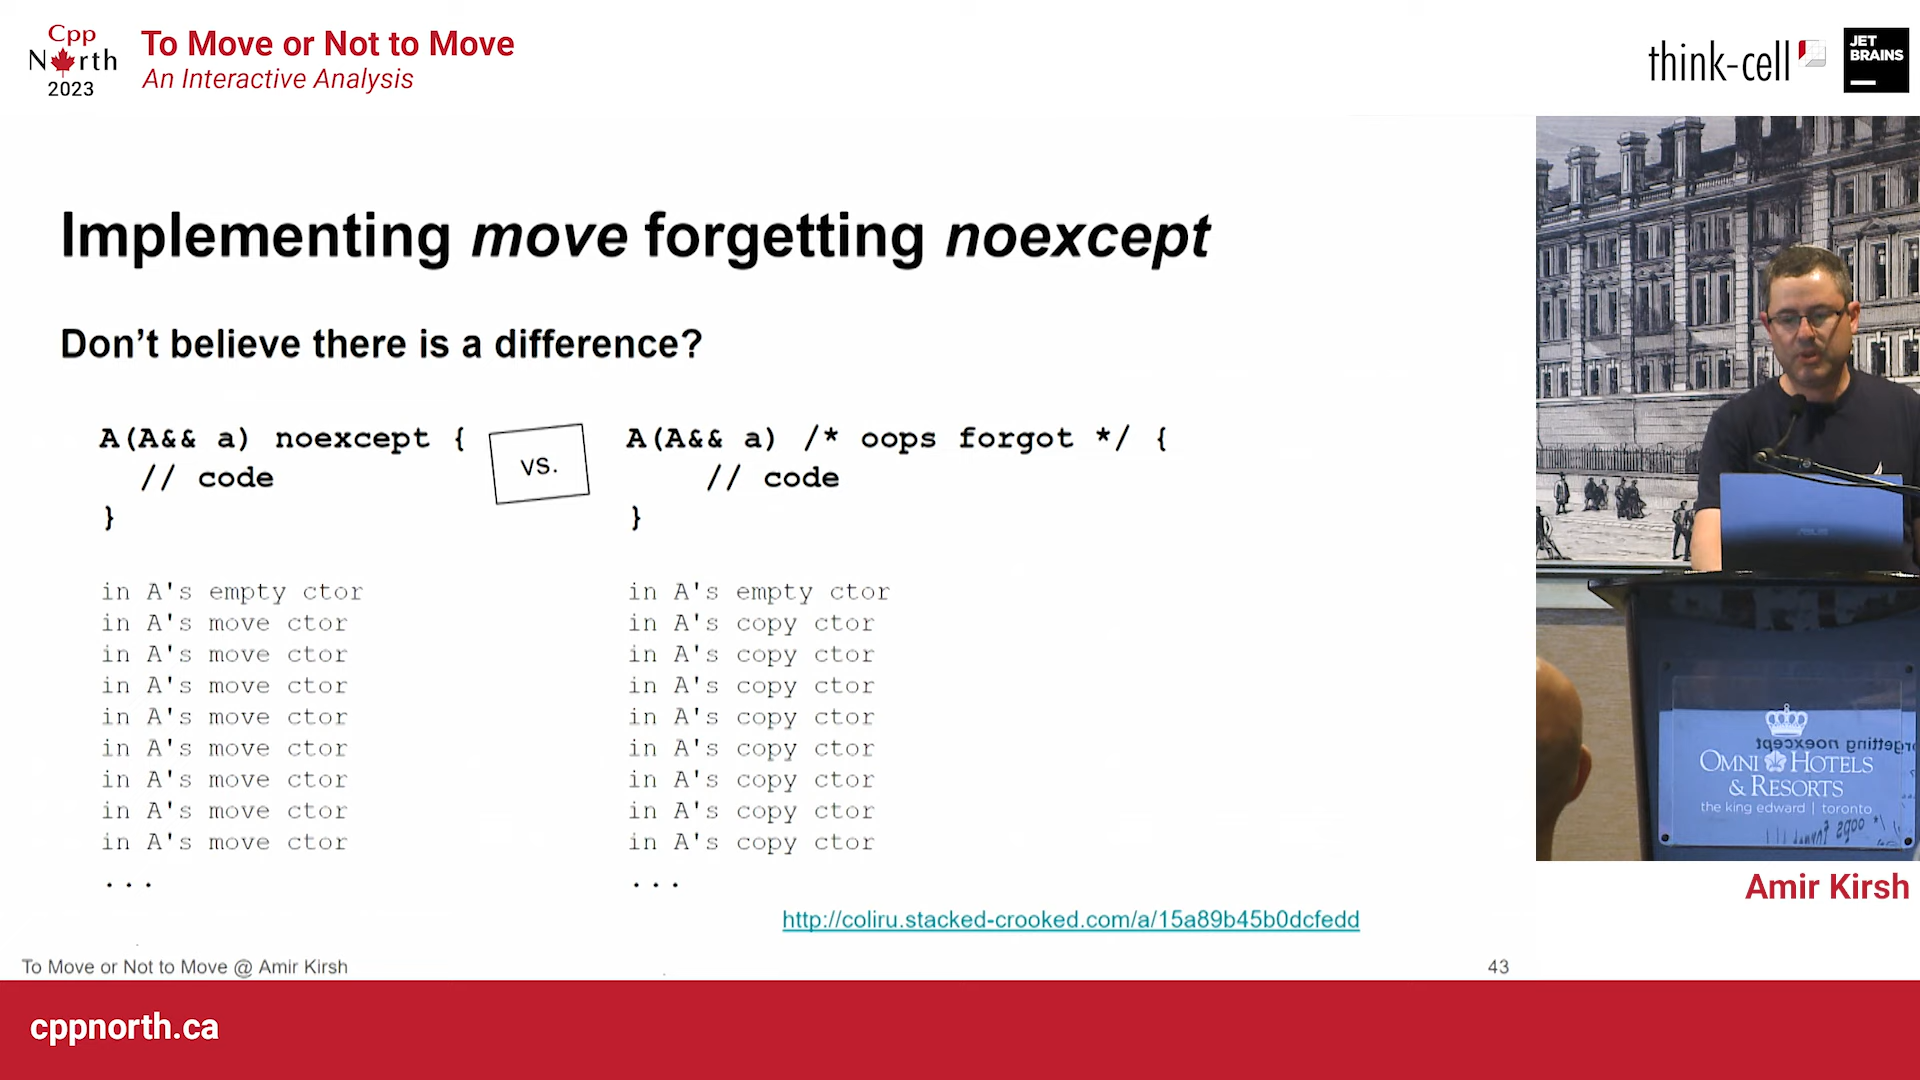 Cpp
North
2023
To Move or Not to Move
An Interactive Analysis
think-cell
JET
BRAINS
Implementing move forgetting noexcept
Don't believe there is a difference?
A(A&& a) noexcept {
// code
}
vs.
A(A&& a) /* oops forgot */ {
// code
}
in A's empty ctor
in A's move ctor
in A's move ctor
in A's move ctor
in A's move ctor
in A's move ctor
in A's move ctor
in A's move ctor
in A's move ctor
...
in A's empty ctor
in A's copy ctor
in A's copy ctor
in A's copy ctor
in A's copy ctor
in A's copy ctor
in A's copy ctor
in A's copy ctor
in A's copy ctor
...
http://coliru.stacked-crooked.com/a/15a89b45b0dcfedd
To Move or Not to Move @ Amir Kirsh
43
OMNI HOTELS
& RESORTS
the king edward | toronto
Amir Kirsh
cppnorth.ca